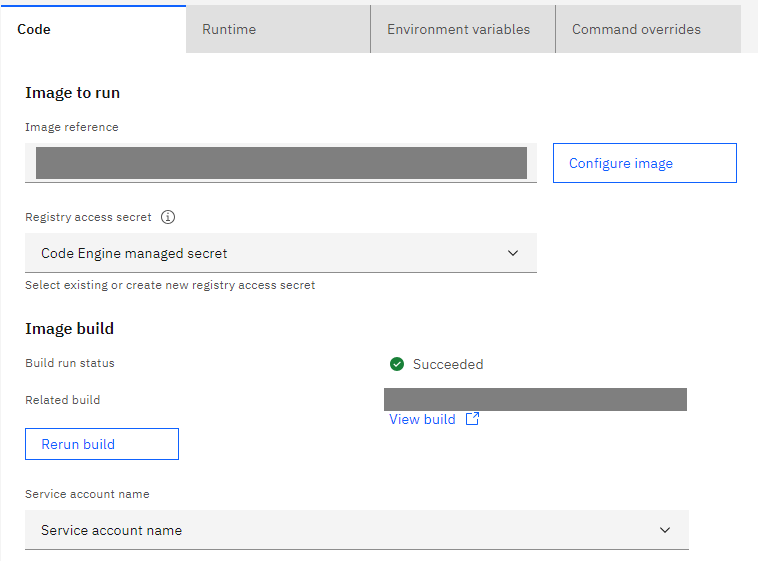 Code Runtime Environment variables Command overrides
Image to run
Image reference
Configure image
Registry access secret
Code Engine managed secret
Select existing or create new registry access secret
Image build
Build run status Succeeded
Related build
View build
Rerun build
Service account name
Service account name